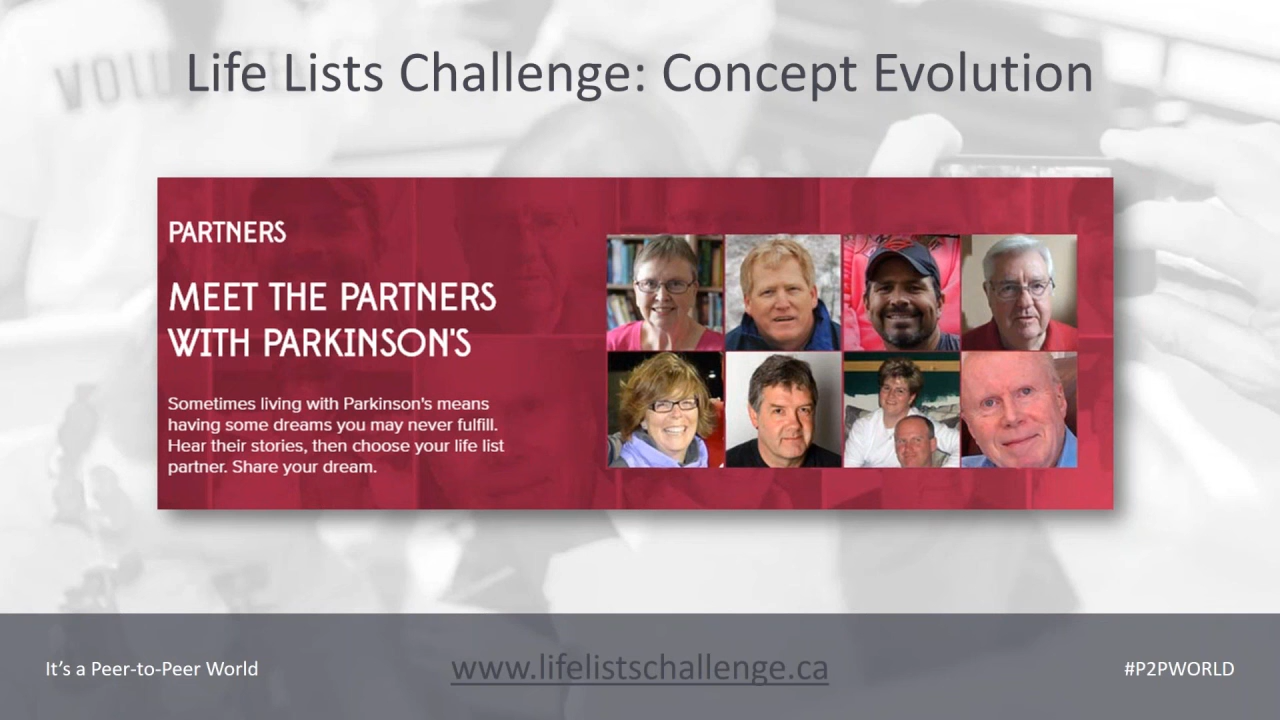 Life Lists Challenge: Concept Evolution
PARTNERS
MEET THE PARTNERS
WITH PARKINSON'S
Sometimes living with Parkinson's means
having some dreams you may never fulfill.
Hear their stories, then choose your life list
partner. Share your dream.
It's a Peer-to-Peer World
www.lifelistschallenge.ca
#P2PWORLD